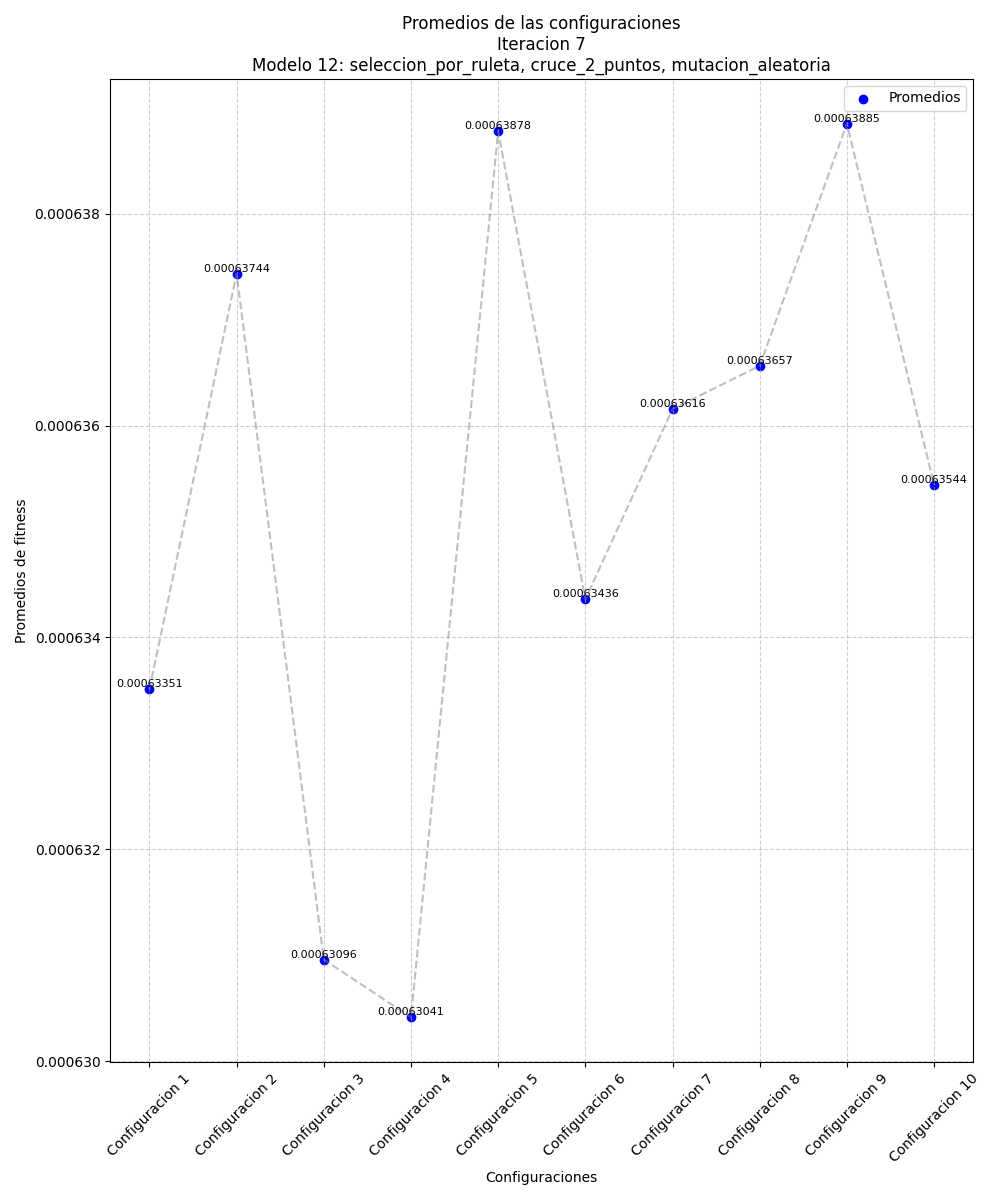 Promedios de las configuraciones
Iteracion 7
Modelo 12: seleccion_por_ruleta, cruce_2_puntos, mutacion_aleatoria
Promedios
0.00063885
0.00063878
0.000638
0.00063744
0.00063657
0.00063616
0.000636
0.00063544
0.00063436
0.000634
0.00063351
0.000632
0.00063096
0.00063041
0.000630
Promedios de fitness
Configuracion 1
Configuracion 2
Configuracion 3
Configuracion 4
Configuracion 5
Configuracion 6
Configuracion 7
Configuracion 8
Configuracion 9
Configuracion 10
Configuraciones